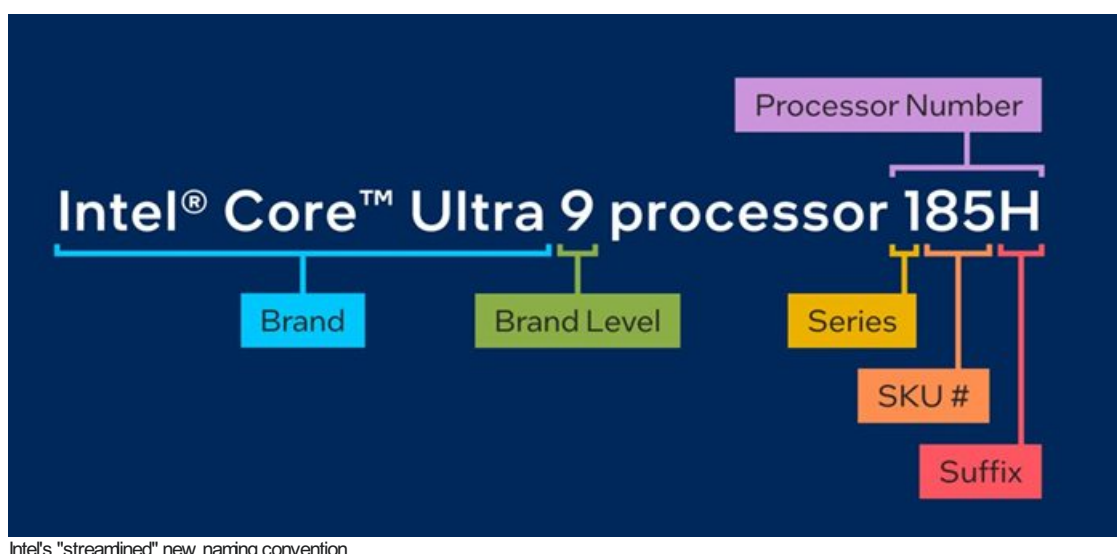 Processor Number
Intel® Core™ Ultra 9 processor 185H
Brand
Brand Level
Series
SKU #
Suffix
Intel's "streamlined" new naming convention